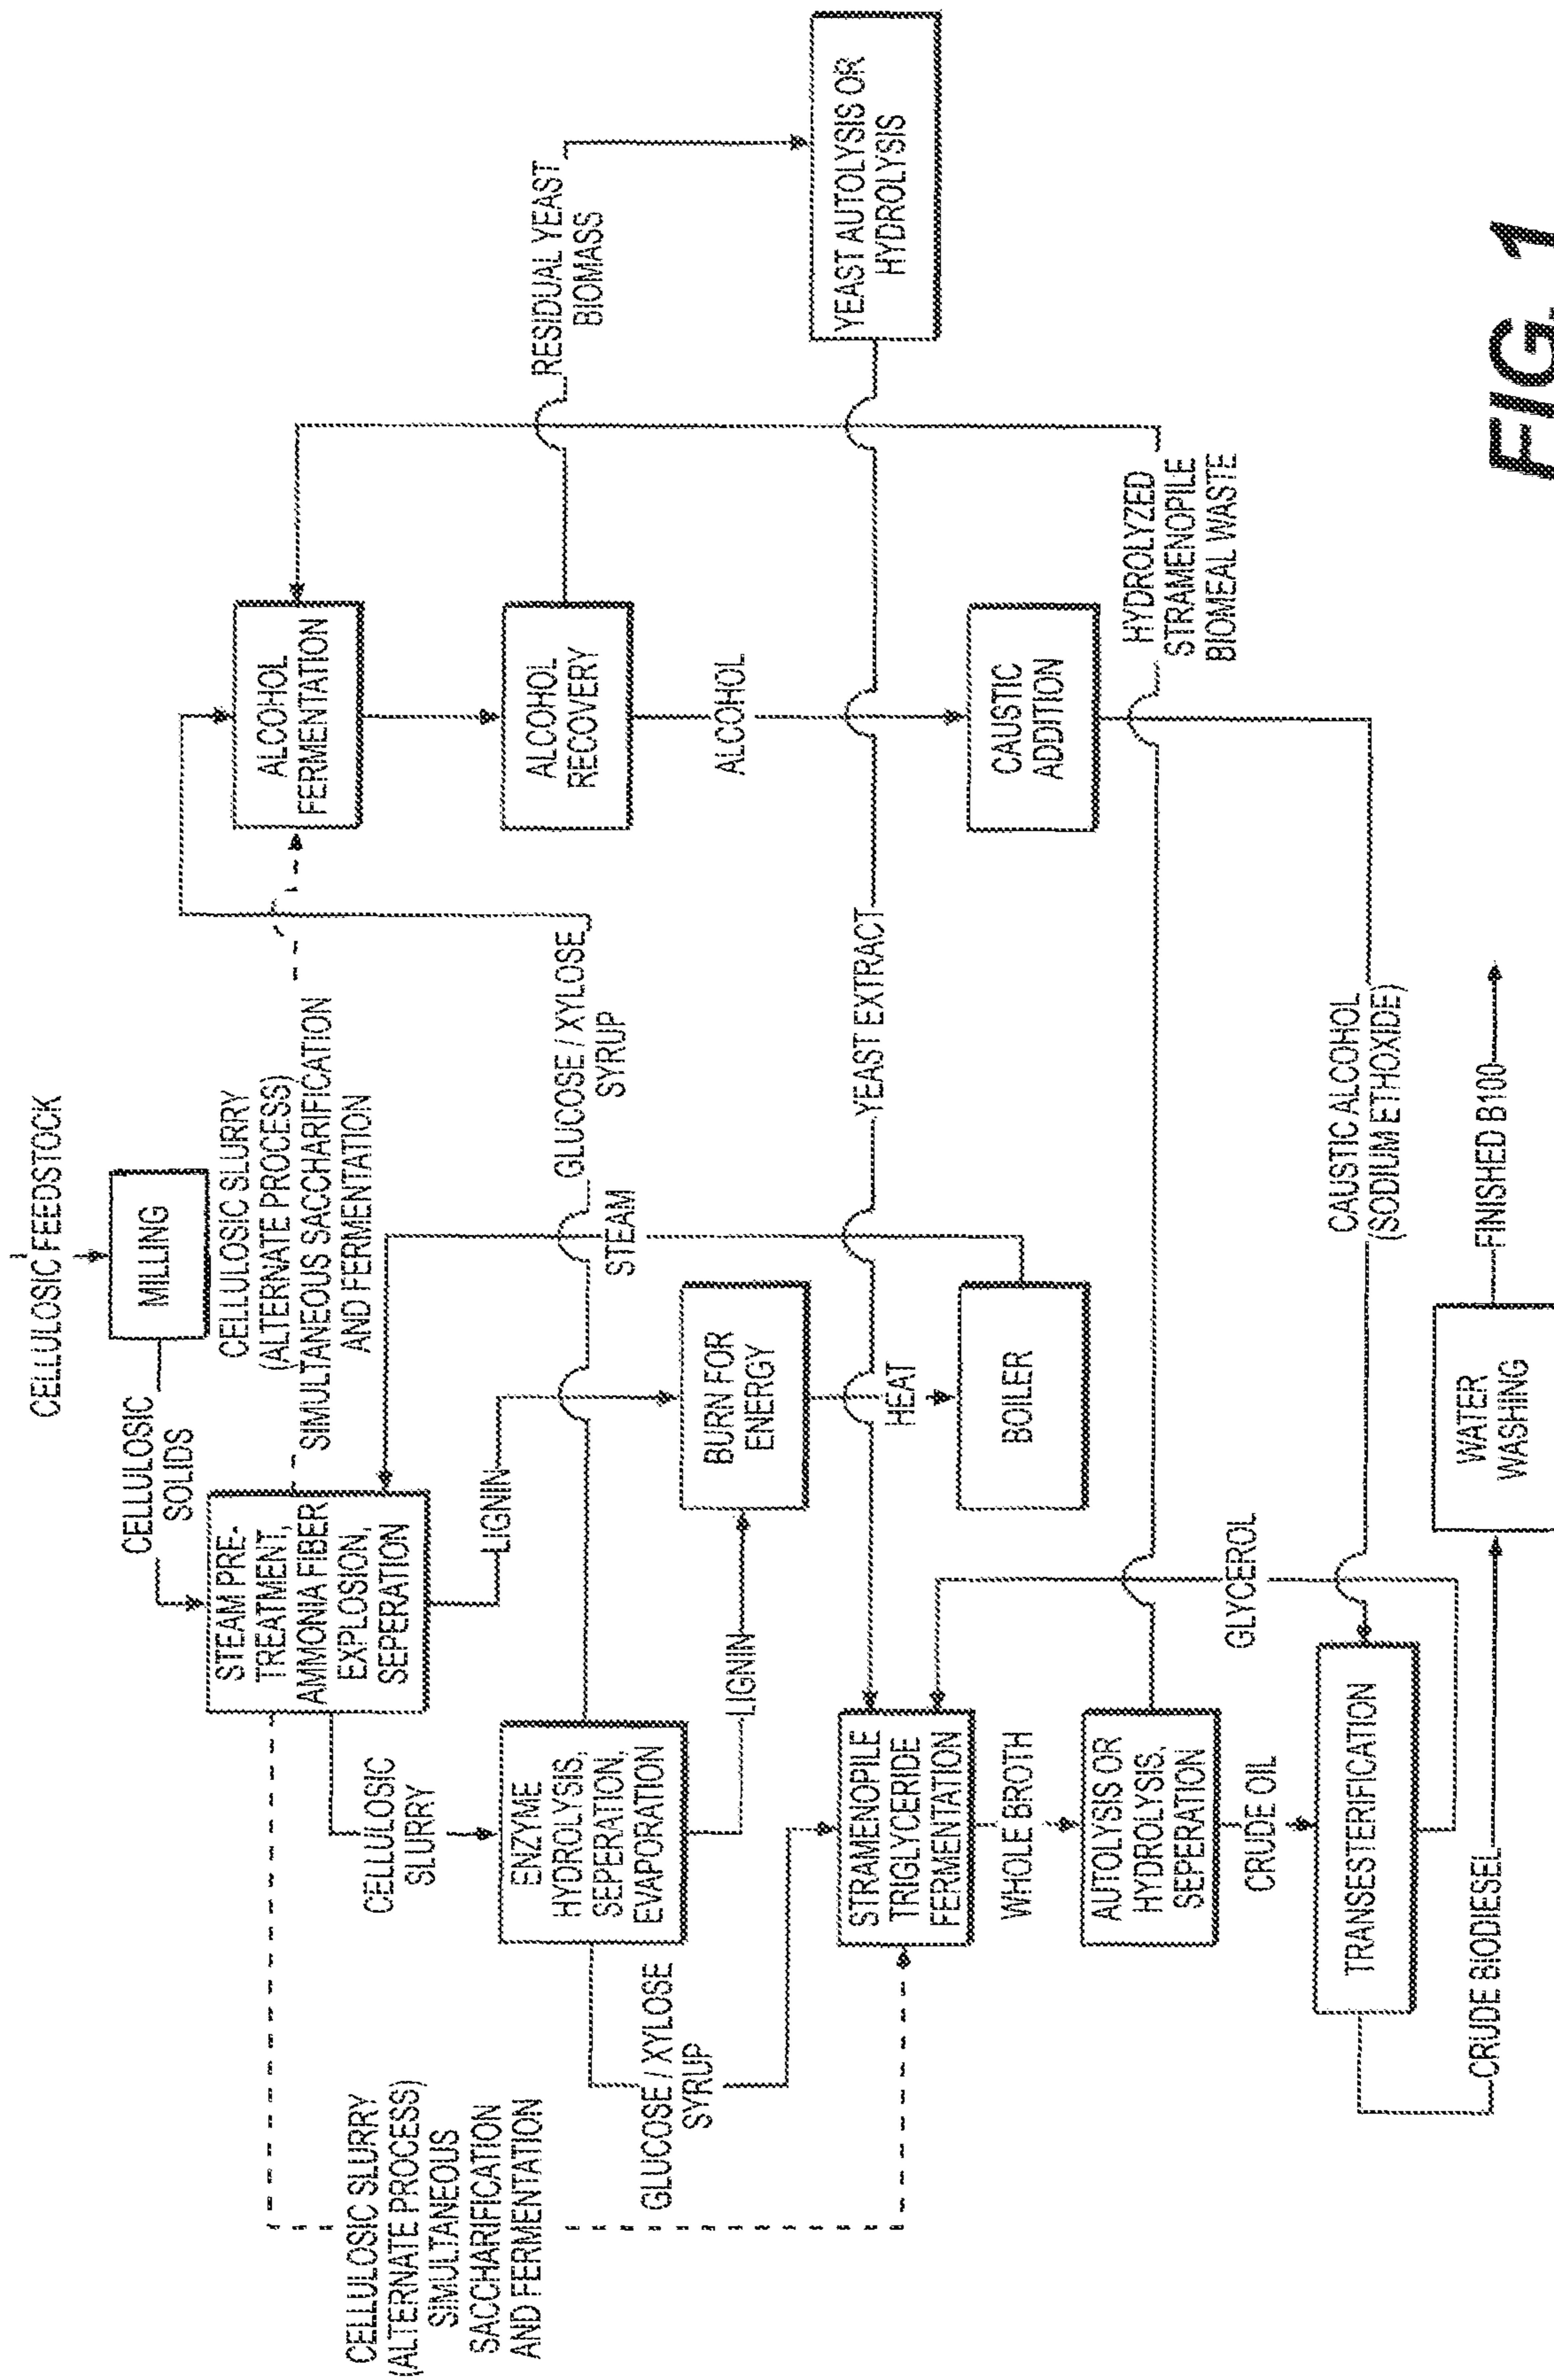 CELLULOSIC FEEDSTOCK
MILLING
CELLULOSIC
SOLIDS
STEAM PRE-
TREATMENT,
AMMONIA FIBER
EXPLOSION,
SEPERATION
CELLULOSIC SLURRY
(ALTERNATE PROCESS)
SIMULTANEOUS SACCHARIFICATION
AND FERMENTATION
ALCOHOL
FERMENTATION
CELLULOSIC SLURRY
(ALTERNATE PROCESS)
SIMULTANEOUS
SACCHARIFICATION
AND FERMENTATION
CELLULOSIC
SLURRY
LIGNIN
STEAM
GLUCOSE / XYLOSE
SYRUP
ALCOHOL
RECOVERY
RESIDUAL YEAST
BIOMASS
ENZYME
HYDROLYSIS,
SEPERATION,
EVAPORATION
LIGNIN
BURN FOR
ENERGY
ALCOHOL
GLUCOSE / XYLOSE
SYRUP
HEAT
YEAST EXTRACT
YEAST AUTOLYSIS OR
HYDROLYSIS
STRAMENOPILE
TRIGLYCERIDE
FERMENTATION
BOILER
CAUSTIC
ADDITION
WHOLE BROTH
AUTOLYSIS OR
HYDROLYSIS,
SEPERATION
HYDROLYZED
STRAMENOPILE
BIOMEAL WASTE
CRUDE OIL
GLYCEROL
TRANSESTERIFICATION
CAUSTIC ALCOHOL
(SODIUM ETHOXIDE)
CRUDE BIODIESEL
WATER
WASHING
FINISHED B100
FIG. 1